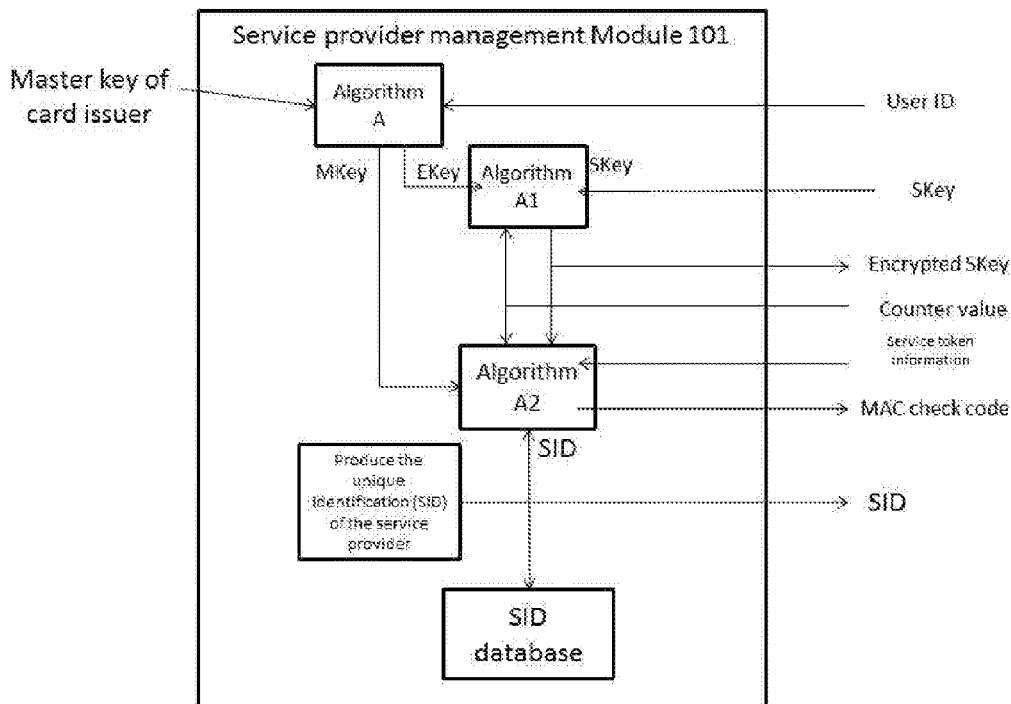 Service provider management Module 101
Master key of
card issuer
Algorithm
A
User ID
MKey
EKey
Algorithm
A1
SKey
SKey
Encrypted SKey
Counter value
Service token
information
Algorithm
A2
MAC check code
SID
Produce the
unique
identification (SID)
of the service
provider
SID
SID
database